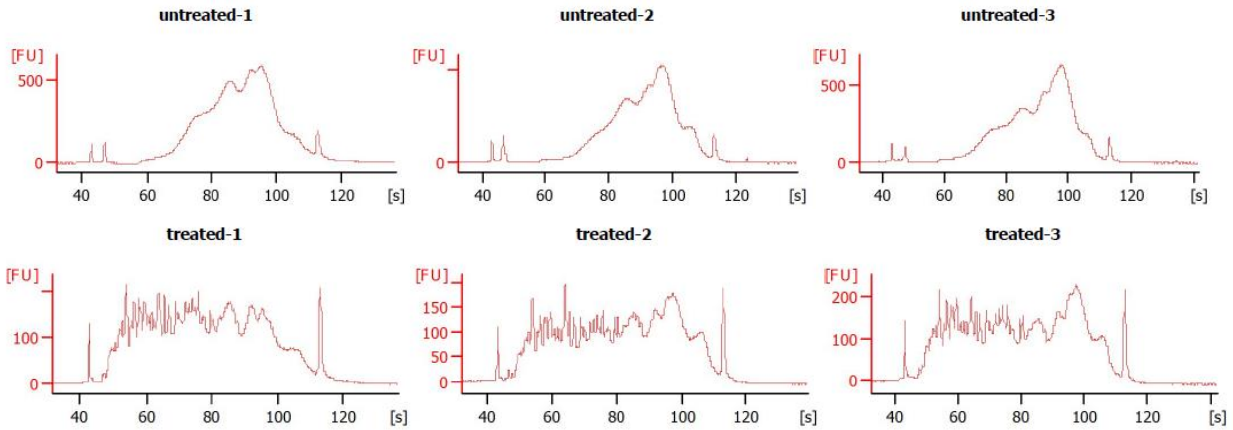 untreated-1 untreated-2 untreated-3
[FU] [FU] [FU]
500 500
0 0 0
40 60 80 100 120 [s] 40 60 80 100 120 [s] 40 60 80 100 120 [s]
treated-1 treated-2 treated-3
[FU] [FU] [FU]
200
150
100 100 100
50
0 0 0
40 60 80 100 120 [s] 40 60 80 100 120 [s] 40 60 80 100 120 [s]